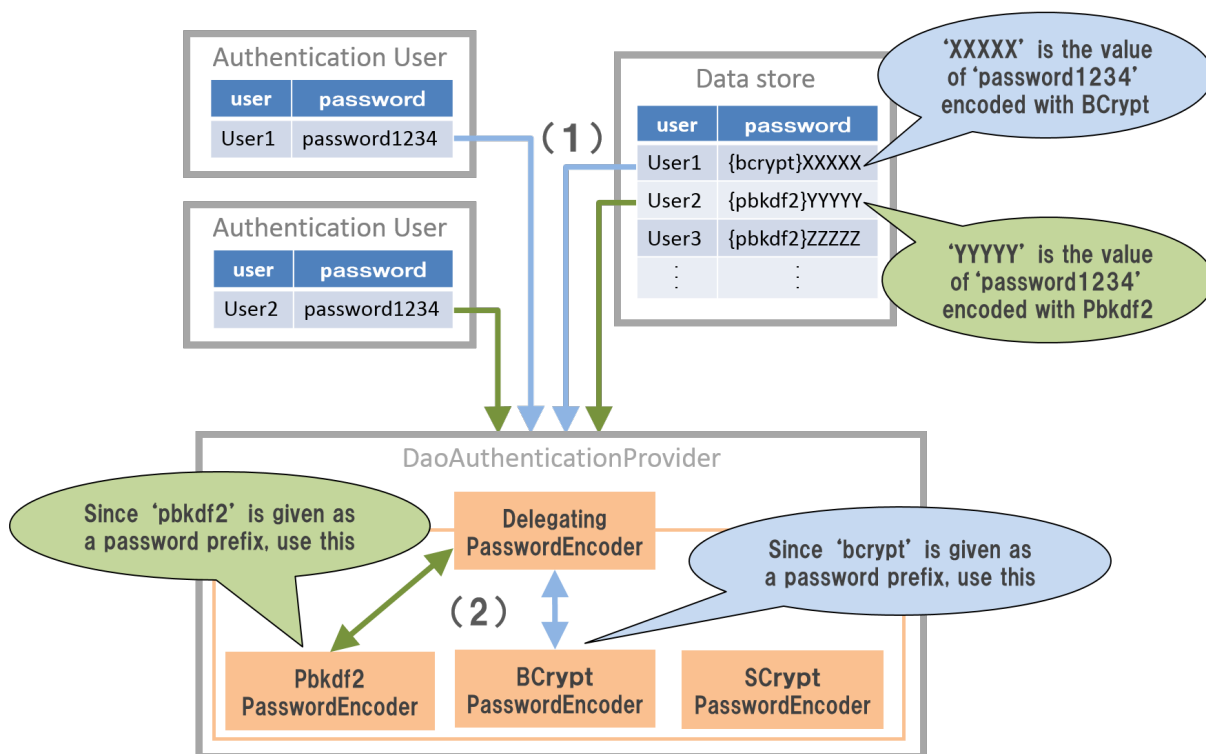 Authentication User
user password
User1 password1234
Authentication User
user password
User2 password1234
(1)
Data store
user password
User1 {bcrypt}XXXXX
User2 {pbkdf2}YYYYY
User3 {pbkdf2}ZZZZZ
⋮ ⋮
‘XXXXX’ is the value
of ‘password1234’
encoded with BCrypt
‘YYYYY’ is the value
of ‘password1234’
encoded with Pbkdf2
DaoAuthenticationProvider
Since ‘pbkdf2’ is given as
a password prefix, use this
Delegating
PasswordEncoder
Since ‘bcrypt’ is given as
a password prefix, use this
(2)
Pbkdf2
PasswordEncoder
BCrypt
PasswordEncoder
SCrypt
PasswordEncoder